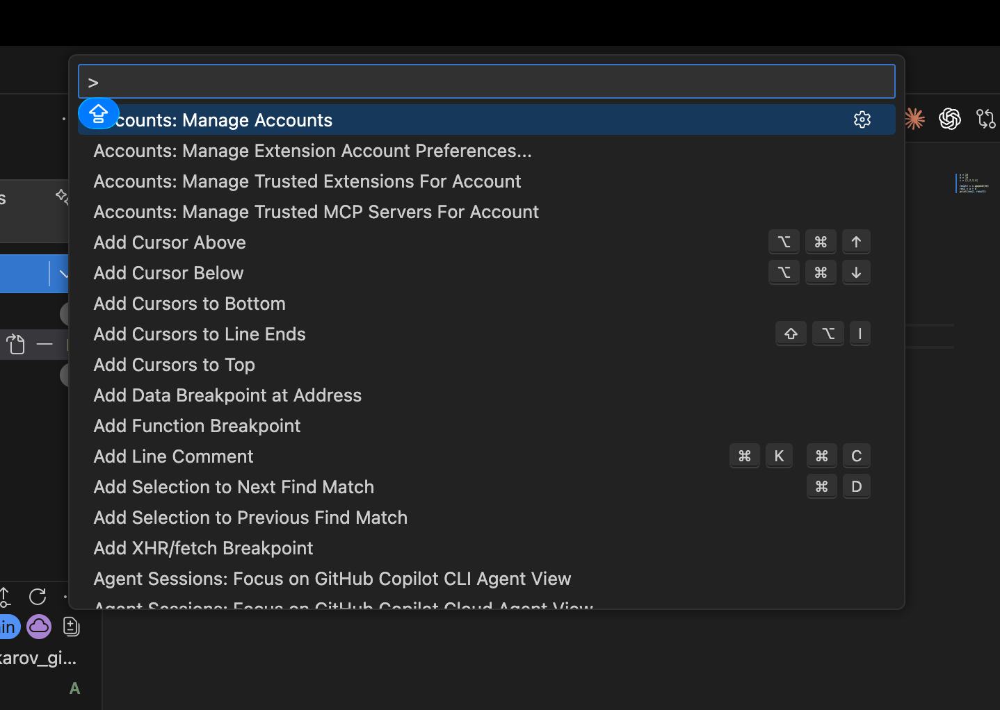 >
counts: Manage Accounts
Accounts: Manage Extension Account Preferences...
Accounts: Manage Trusted Extensions For Account
Accounts: Manage Trusted MCP Servers For Account
Add Cursor Above ⌥ ⌘ ↑
Add Cursor Below ⌥ ⌘ ↓
Add Cursors to Bottom
Add Cursors to Line Ends ⇧ ⌥ I
Add Cursors to Top
Add Data Breakpoint at Address
Add Function Breakpoint
Add Line Comment ⌘ K ⌘ C
Add Selection to Next Find Match ⌘ D
Add Selection to Previous Find Match
Add XHR/fetch Breakpoint
Agent Sessions: Focus on GitHub Copilot CLI Agent View
Agent Sessions: Focus on GitHub Copilot Cloud Agent View
s
in
karov_gi...
A